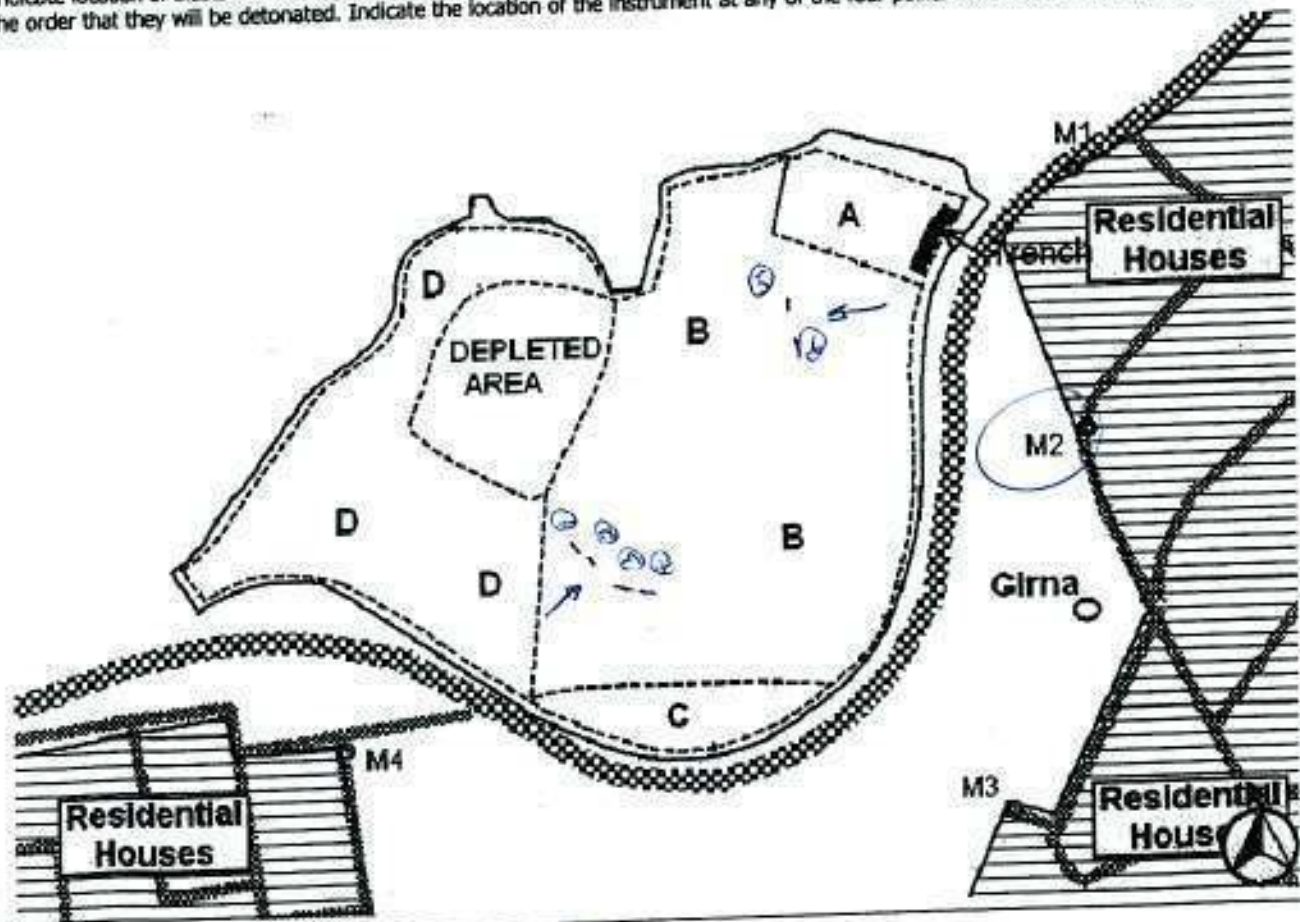 the order that they will be detonated. Indicate the location of the instrument at any of the four
M1
A
Residential
Houses
D
B
DEPLETED
AREA
M2
D
B
D
Girna
C
M4
M3
Residential
Houses
Residential